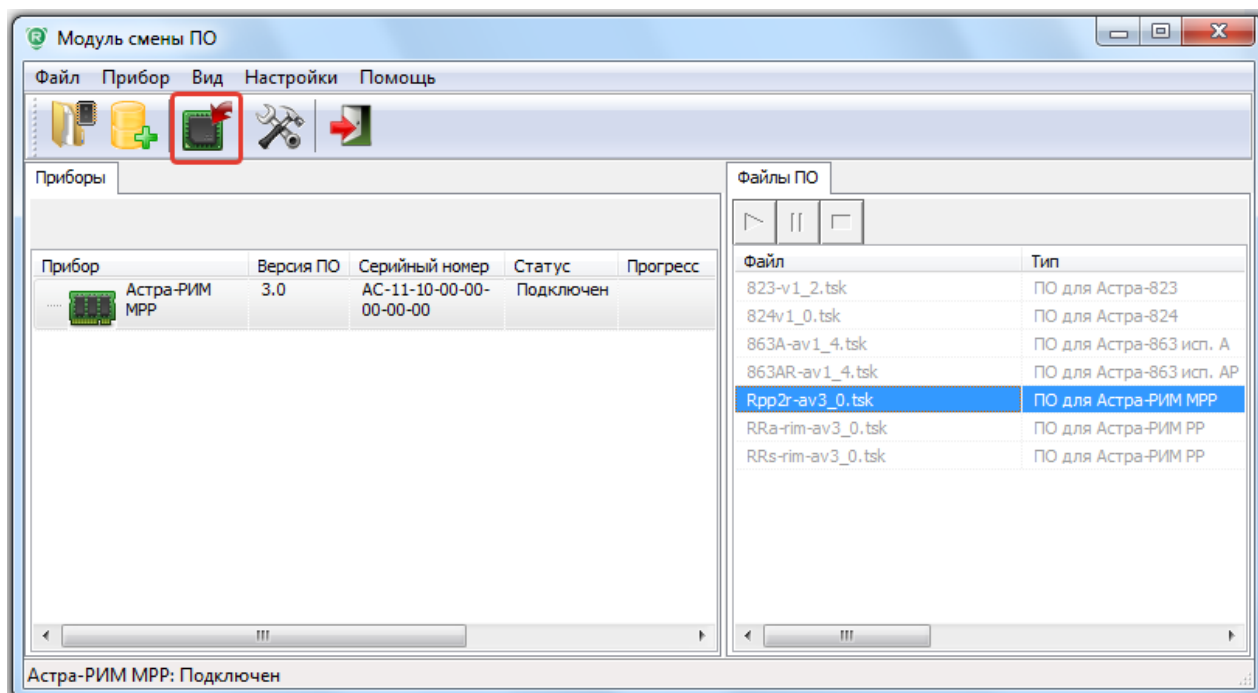 Модуль смены ПО
Файл Прибор Вид Настройки Помощь
Приборы
Файлы ПО
Прибор Версия ПО Серийный номер Статус Прогресс
Астра-РИМ МРР 3.0 АС-11-10-00-00-00-00-00 Подключен
Файл Тип
823-v1_2.tsk ПО для Астра-823
824v1_0.tsk ПО для Астра-824
863A-av1_4.tsk ПО для Астра-863 исп. А
863AR-av1_4.tsk ПО для Астра-863 исп. АР
Rpp2r-av3_0.tsk ПО для Астра-РИМ МРР
RRa-rim-av3_0.tsk ПО для Астра-РИМ РР
RRs-rim-av3_0.tsk ПО для Астра-РИМ РР
Астра-РИМ МРР: Подключен